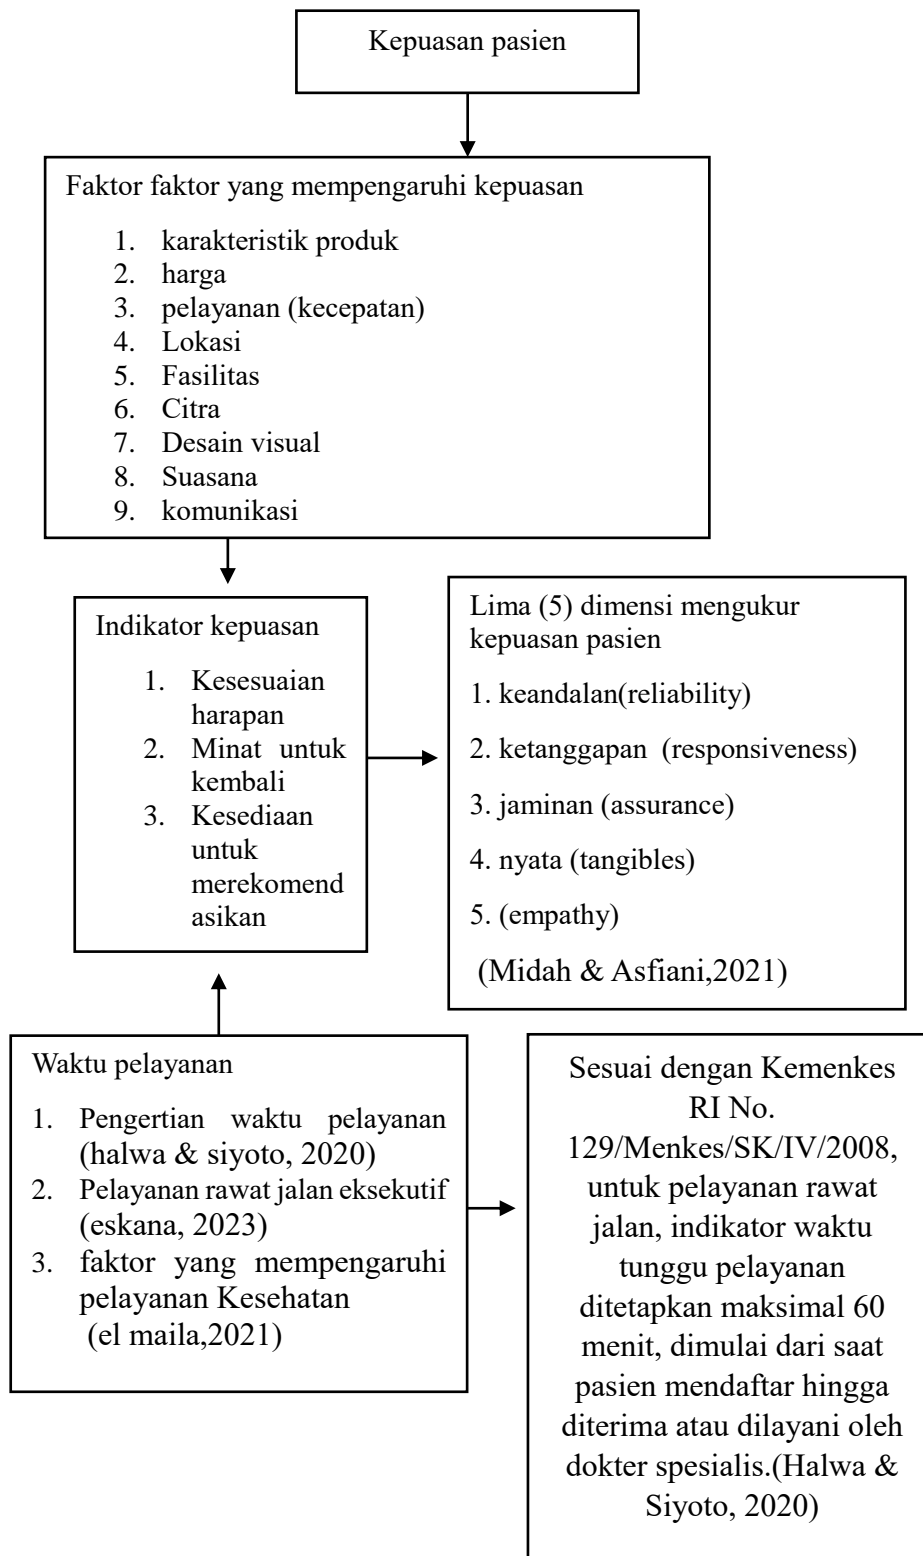 Kepuasan pasien
Faktor faktor yang mempengaruhi kepuasan
1. karakteristik produk
2. harga
3. pelayanan (kecepatan)
4. Lokasi
5. Fasilitas
6. Citra
7. Desain visual
8. Suasana
9. komunikasi
Indikator kepuasan
1. Kesesuaian
harapan
2. Minat untuk
kembali
3. Kesediaan
untuk
merekomend
asikan
Lima (5) dimensi mengukur
kepuasan pasien
1. keandalan(reliability)
2. ketanggapan (responsiveness)
3. jaminan (assurance)
4. nyata (tangibles)
5. (empathy)
(Midah & Asfiani,2021)
Waktu pelayanan
1. Pengertian waktu pelayanan
(halwa & siyoto, 2020)
2. Pelayanan rawat jalan eksekutif
(eskana, 2023)
3. faktor yang mempengaruhi
pelayanan Kesehatan
(el maila,2021)
Sesuai dengan Kemenkes
RI No.
129/Menkes/SK/IV/2008,
untuk pelayanan rawat
jalan, indikator waktu
tunggu pelayanan
ditetapkan maksimal 60
menit, dimulai dari saat
pasien mendaftar hingga
diterima atau dilayani oleh
dokter spesialis.(Halwa &
Siyoto, 2020)